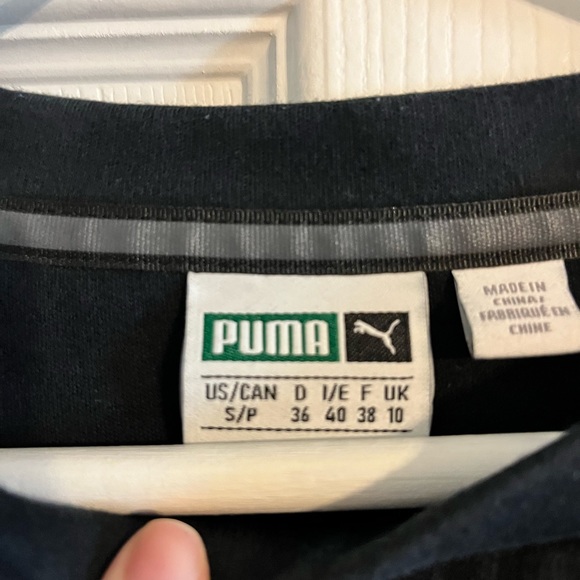 PUMA
US/CAN D I/E F UK
S/P 36 40 38 10
MADE IN
CHINA/
FABRIQUÉ EN
CHINE